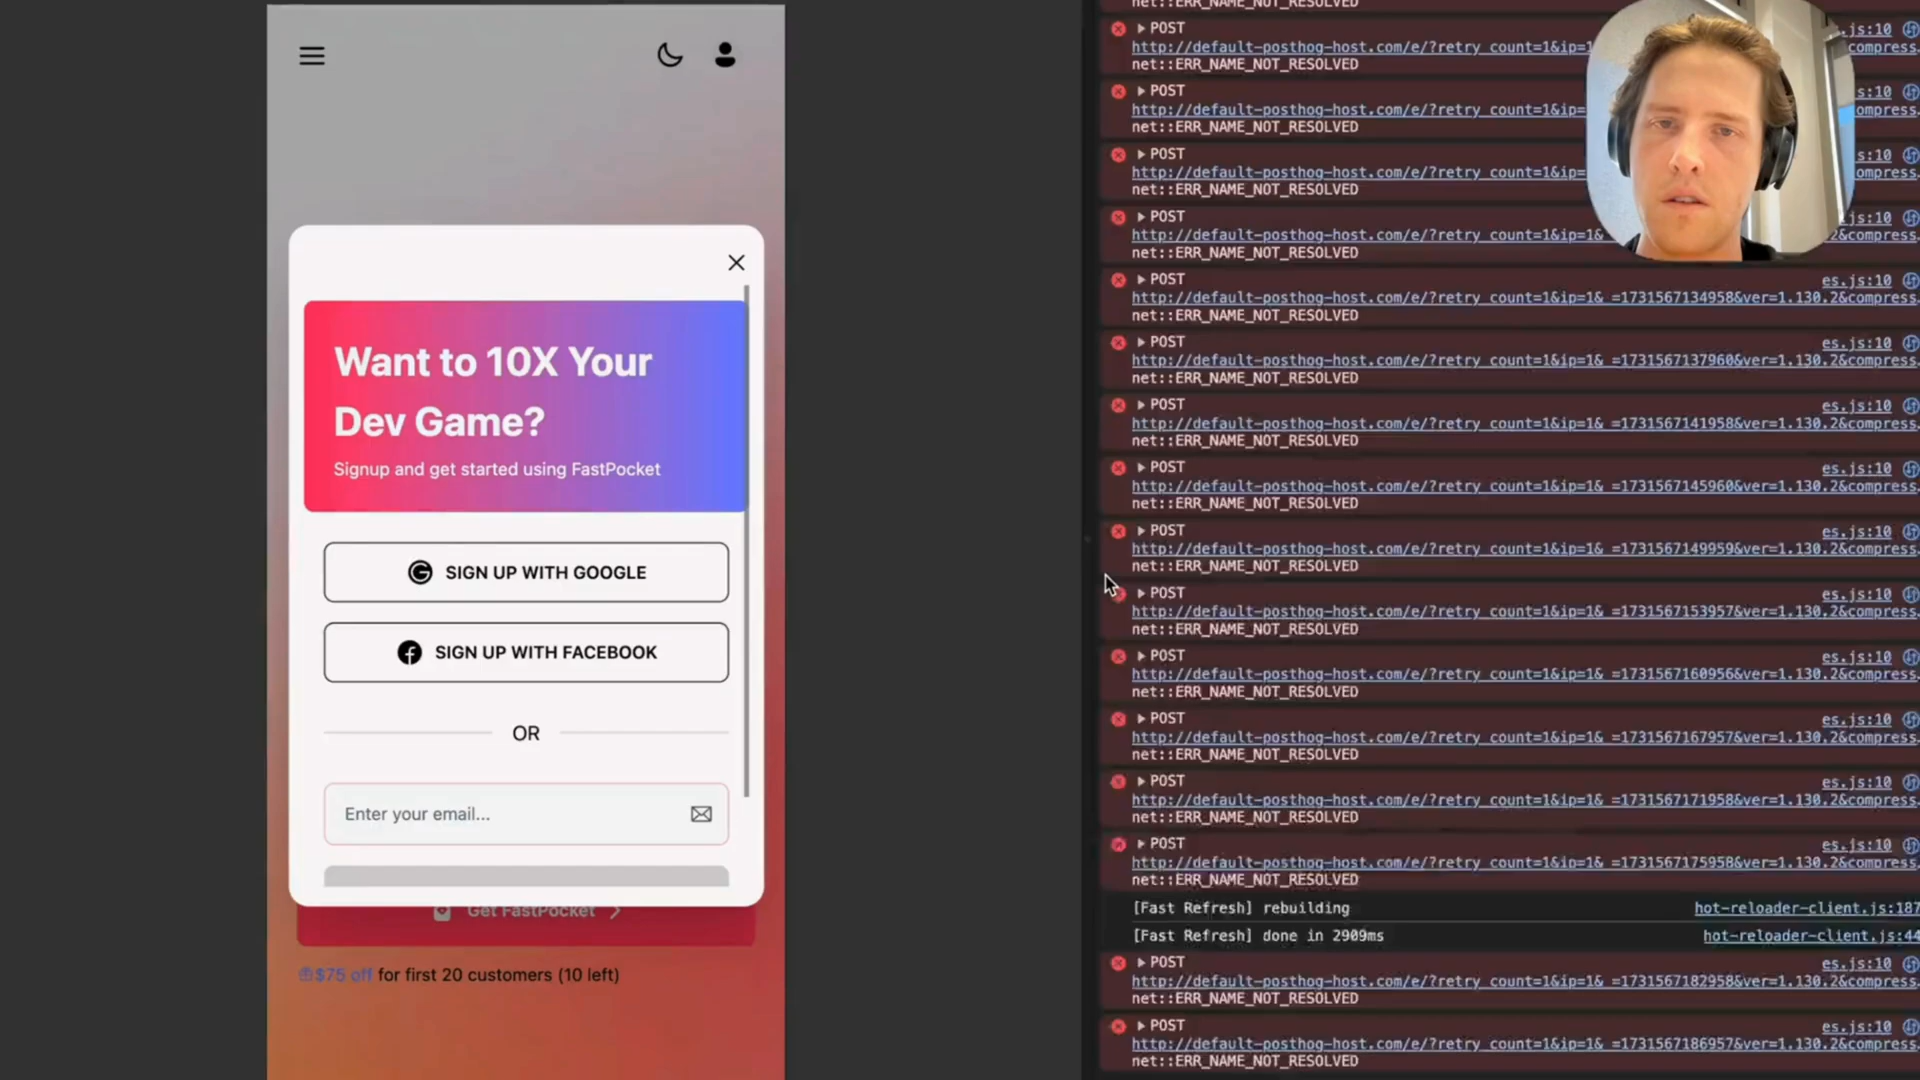 Want to 10X Your
Dev Game?
Signup and get started using FastPocket
SIGN UP WITH GOOGLE
SIGN UP WITH FACEBOOK
OR
Enter your email...
Get FastPocket
$75 off for first 20 customers (10 left)
net::ERR_NAME_NOT_RESOLVED
POST js:10
http://default-posthog-host.com/e/?retry_count=1&ip=1 compress
net::ERR_NAME_NOT_RESOLVED
POST s:10
http://default-posthog-host.com/e/?retry_count=1&ip= compress
net::ERR_NAME_NOT_RESOLVED
POST s:10
http://default-posthog-host.com/e/?retry_count=1&ip= compress.
net::ERR_NAME_NOT_RESOLVED
POST js:10
http://default-posthog-host.com/e/?retry_count=1&ip=1& 2&compress.
net::ERR_NAME_NOT_RESOLVED
POST es.js:10
http://default-posthog-host.com/e/?retry_count=1&ip=1&_=1731567134958&ver=1.130.2&compress.
net::ERR_NAME_NOT_RESOLVED
POST es.js:10
http://default-posthog-host.com/e/?retry_count=1&ip=1&_=1731567137960&ver=1.130.2&compress.
net::ERR_NAME_NOT_RESOLVED
POST es.js:10
http://default-posthog-host.com/e/?retry_count=1&ip=1&_=1731567141958&ver=1.130.2&compress.
net::ERR_NAME_NOT_RESOLVED
POST es.js:10
http://default-posthog-host.com/e/?retry_count=1&ip=1&_=1731567145960&ver=1.130.2&compress.
net::ERR_NAME_NOT_RESOLVED
POST es.js:10
http://default-posthog-host.com/e/?retry_count=1&ip=1&_=1731567149959&ver=1.130.2&compress.
net::ERR_NAME_NOT_RESOLVED
POST es.js:10
http://default-posthog-host.com/e/?retry_count=1&ip=1&_=1731567153957&ver=1.130.2&compress.
net::ERR_NAME_NOT_RESOLVED
POST es.js:10
http://default-posthog-host.com/e/?retry_count=1&ip=1&_=1731567160956&ver=1.130.2&compress.
net::ERR_NAME_NOT_RESOLVED
POST es.js:10
http://default-posthog-host.com/e/?retry_count=1&ip=1&_=1731567167957&ver=1.130.2&compress.
net::ERR_NAME_NOT_RESOLVED
POST es.js:10
http://default-posthog-host.com/e/?retry_count=1&ip=1&_=1731567171958&ver=1.130.2&compress.
net::ERR_NAME_NOT_RESOLVED
POST es.js:10
http://default-posthog-host.com/e/?retry_count=1&ip=1&_=1731567175958&ver=1.130.2&compress.
net::ERR_NAME_NOT_RESOLVED
[Fast Refresh] rebuilding hot-reloader-client.js:187
[Fast Refresh] done in 2909ms hot-reloader-client.js:44
POST es.js:10
http://default-posthog-host.com/e/?retry_count=1&ip=1&_=1731567182958&ver=1.130.2&compress.
net::ERR_NAME_NOT_RESOLVED
POST es.js:10
http://default-posthog-host.com/e/?retry_count=1&ip=1&_=1731567186957&ver=1.130.2&compress.
net::ERR_NAME_NOT_RESOLVED